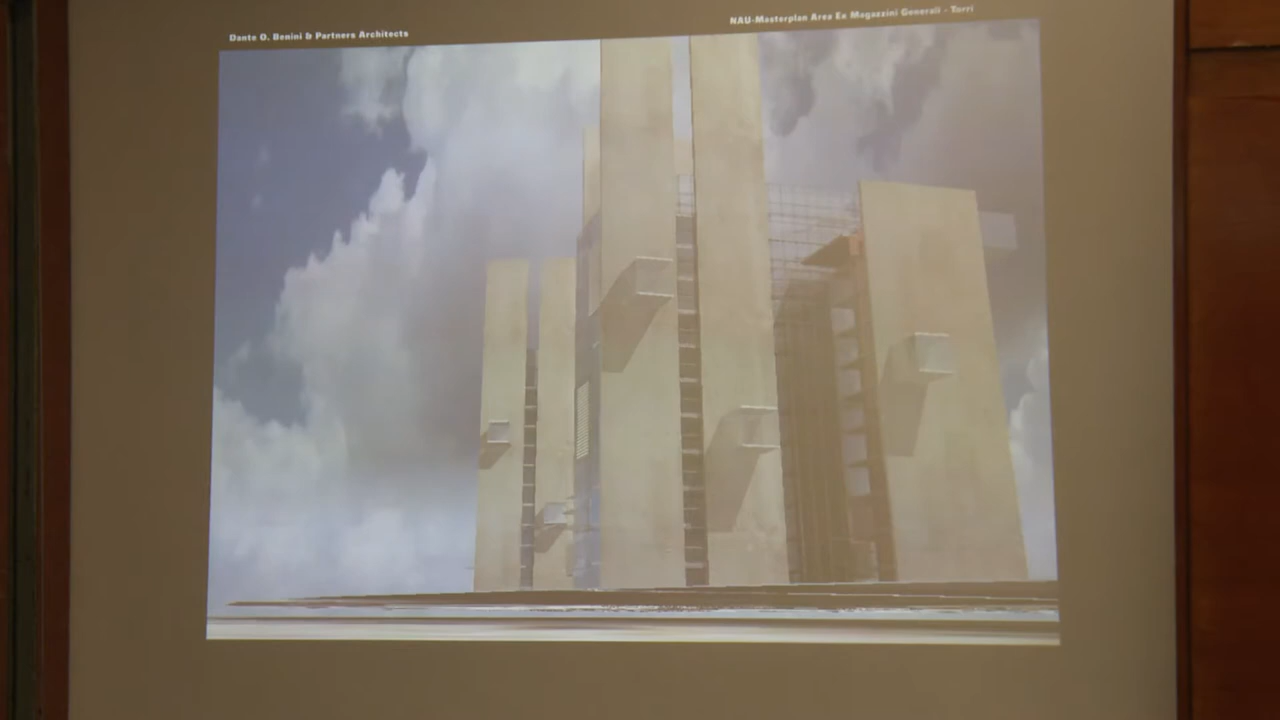 Dante O. Benini & Partners Architects
NAU-Masterplan Area Ex Magazzini Generali - Torri